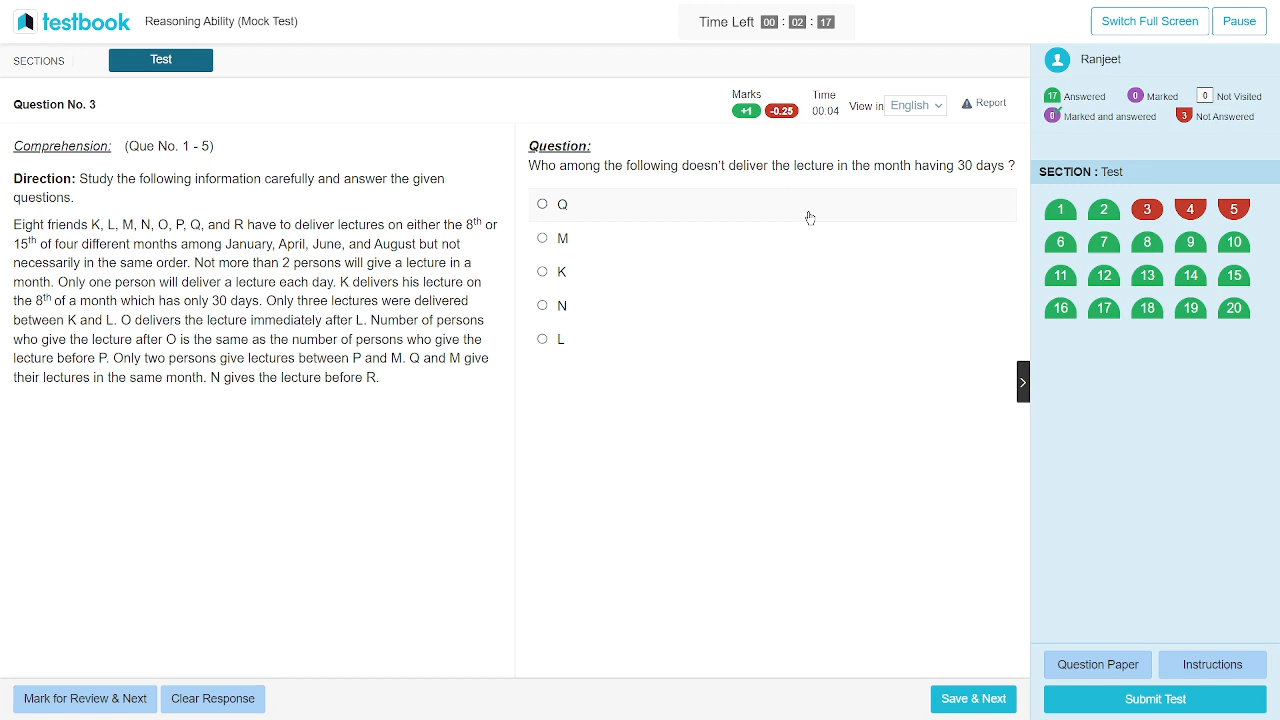 testbook
Reasoning Ability (Mock Test)
Time Left 00 : 02 : 17
Switch Full Screen
Pause
SECTIONS
Test
Ranjeet
Question No. 3
Marks
+1 -0.25
Time
00:04
View in English
Report
17 Answered
0 Marked
0 Not Visited
0 Marked and answered
3 Not Answered
Comprehension: (Que No. 1 - 5)
Direction: Study the following information carefully and answer the given
questions.
Eight friends K, L, M, N, O, P, Q, and R have to deliver lectures on either the 8th or
15th of four different months among January, April, June, and August but not
necessarily in the same order. Not more than 2 persons will give a lecture in a
month. Only one person will deliver a lecture each day. K delivers his lecture on
the 8th of a month which has only 30 days. Only three lectures were delivered
between K and L. O delivers the lecture immediately after L. Number of persons
who give the lecture after O is the same as the number of persons who give the
lecture before P. Only two persons give lectures between P and M. Q and M give
their lectures in the same month. N gives the lecture before R.
Question:
Who among the following doesn't deliver the lecture in the month having 30 days ?
Q
M
K
N
L
SECTION : Test
1 2 3 4 5
6 7 8 9 10
11 12 13 14 15
16 17 18 19 20
Mark for Review & Next
Clear Response
Save & Next
Question Paper
Instructions
Submit Test